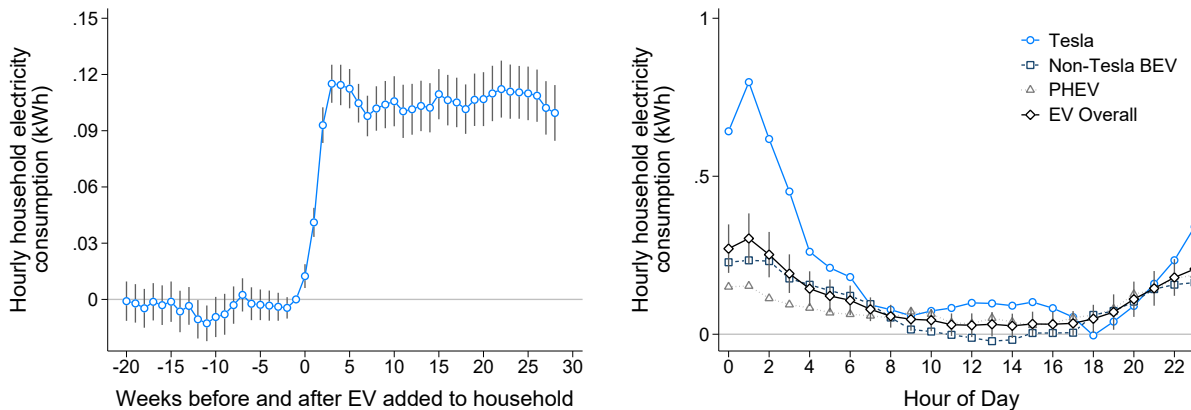 Hourly household electricity
consumption (kWh)
.15
.12
.09
.06
.03
0
-20 -15 -10 -5 0 5 10 15 20 25 30
Weeks before and after EV added to household
Hourly household electricity
consumption (kWh)
1
.5
0
Tesla
Non-Tesla BEV
PHEV
EV Overall
0 2 4 6 8 10 12 14 16 18 20 22
Hour of Day